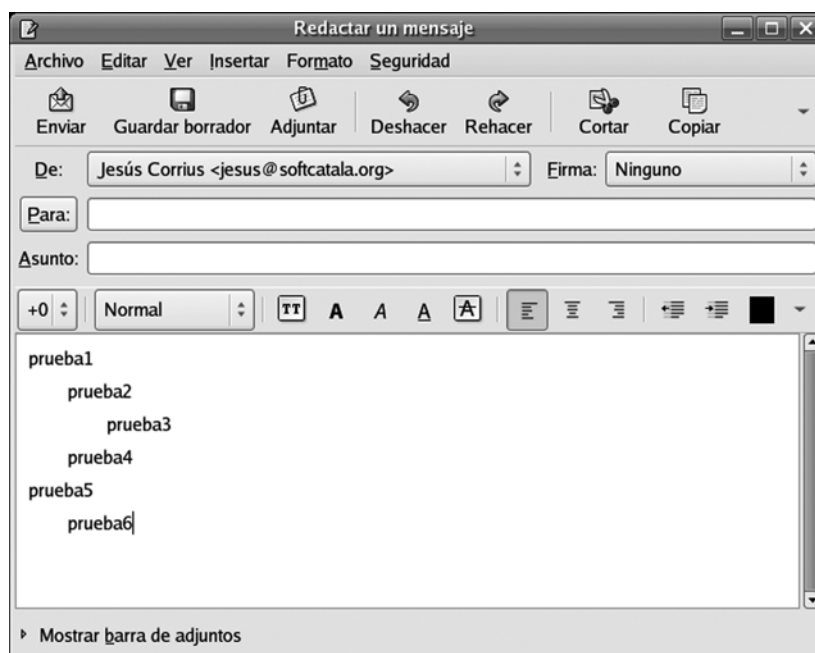 Redactar un mensaje
Archivo Editar Ver Insertar Formato Seguridad
Enviar Guardar borrador Adjuntar Deshacer Rehacer Cortar Copiar
De: Jesús Corrius <jesus@softcatala.org> Firma: Ninguno
Para:
Asunto:
+0 Normal TT A A A A
prueba1
prueba2
prueba3
prueba4
prueba5
prueba6
Mostrar barra de adjuntos